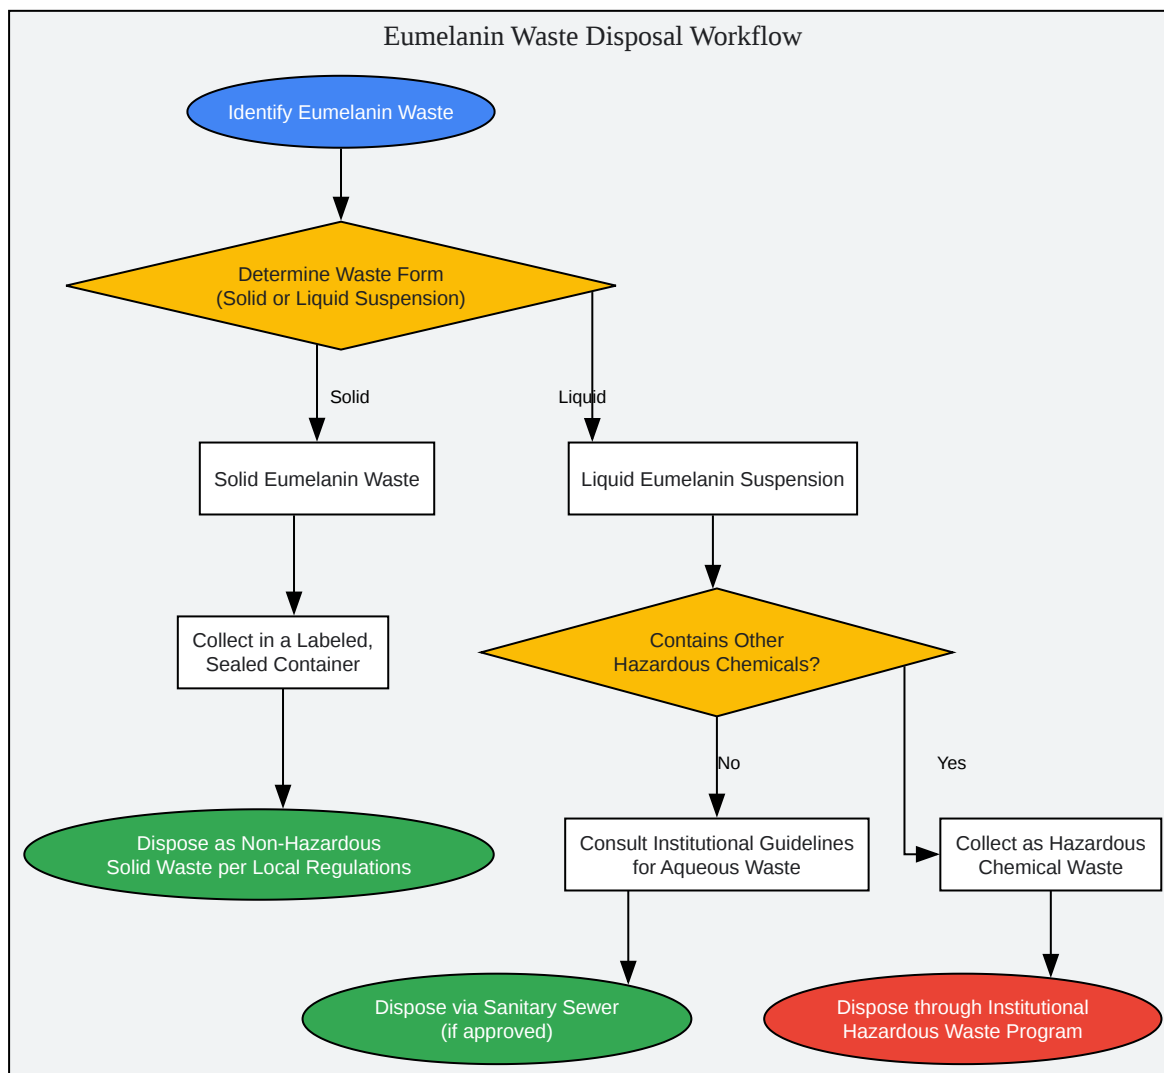 Eumelanin Waste Disposal Workflow
Identify Eumelanin Waste
Determine Waste Form
(Solid or Liquid Suspension)
Solid
Liquid
Solid Eumelanin Waste
Liquid Eumelanin Suspension
Collect in a Labeled,
Sealed Container
Contains Other
Hazardous Chemicals?
No
Yes
Dispose as Non-Hazardous
Solid Waste per Local Regulations
Consult Institutional Guidelines
for Aqueous Waste
Collect as Hazardous
Chemical Waste
Dispose via Sanitary Sewer
(if approved)
Dispose through Institutional
Hazardous Waste Program